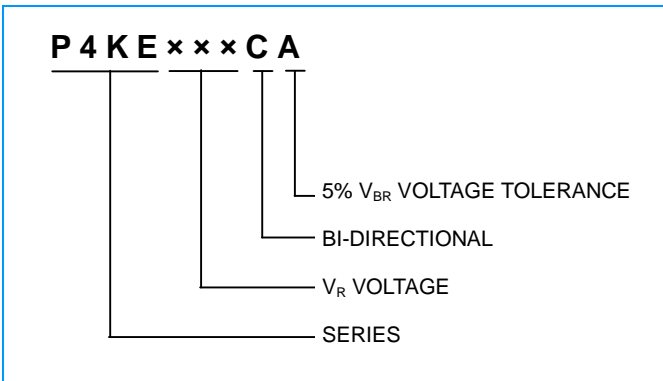 P4KE×××CA
5% VBR VOLTAGE TOLERANCE
BI-DIRECTIONAL
VR VOLTAGE
SERIES